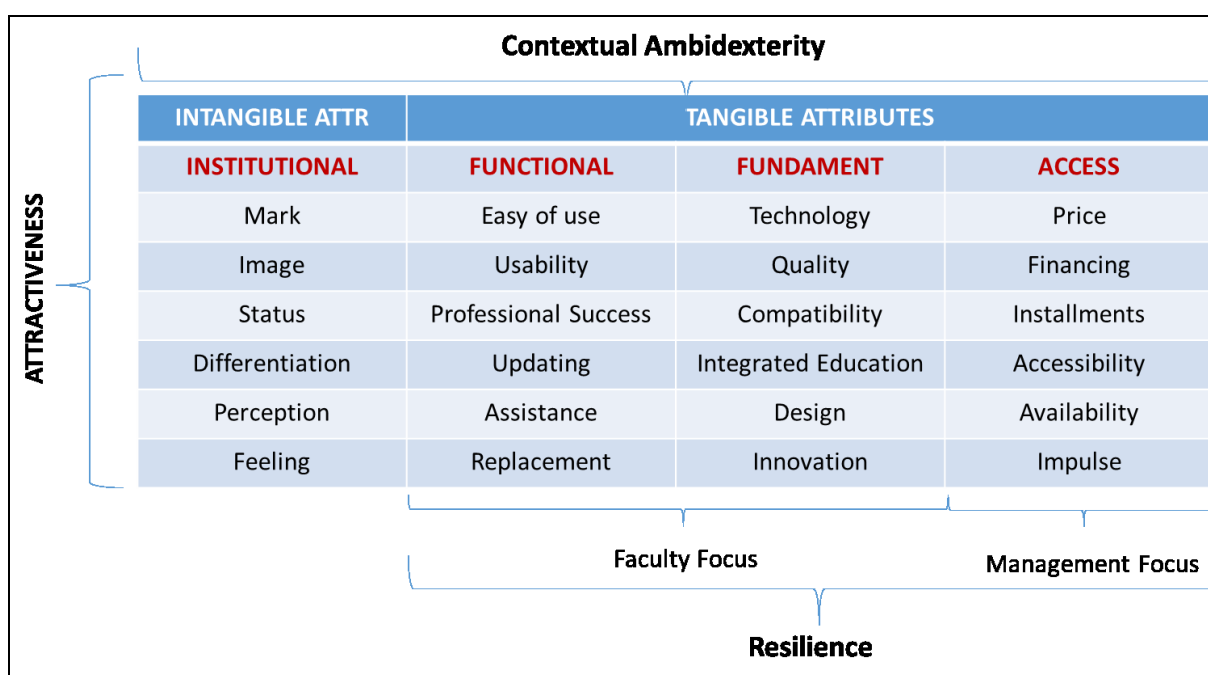 Contextual Ambidexterity
ATTRACTIVENESS
INTANGIBLE ATTR TANGIBLE ATTRIBUTES
INSTITUTIONAL FUNCTIONAL FUNDAMENT ACCESS
Mark Easy of use Technology Price
Image Usability Quality Financing
Status Professional Success Compatibility Installments
Differentiation Updating Integrated Education Accessibility
Perception Assistance Design Availability
Feeling Replacement Innovation Impulse
Faculty Focus Management Focus
Resilience